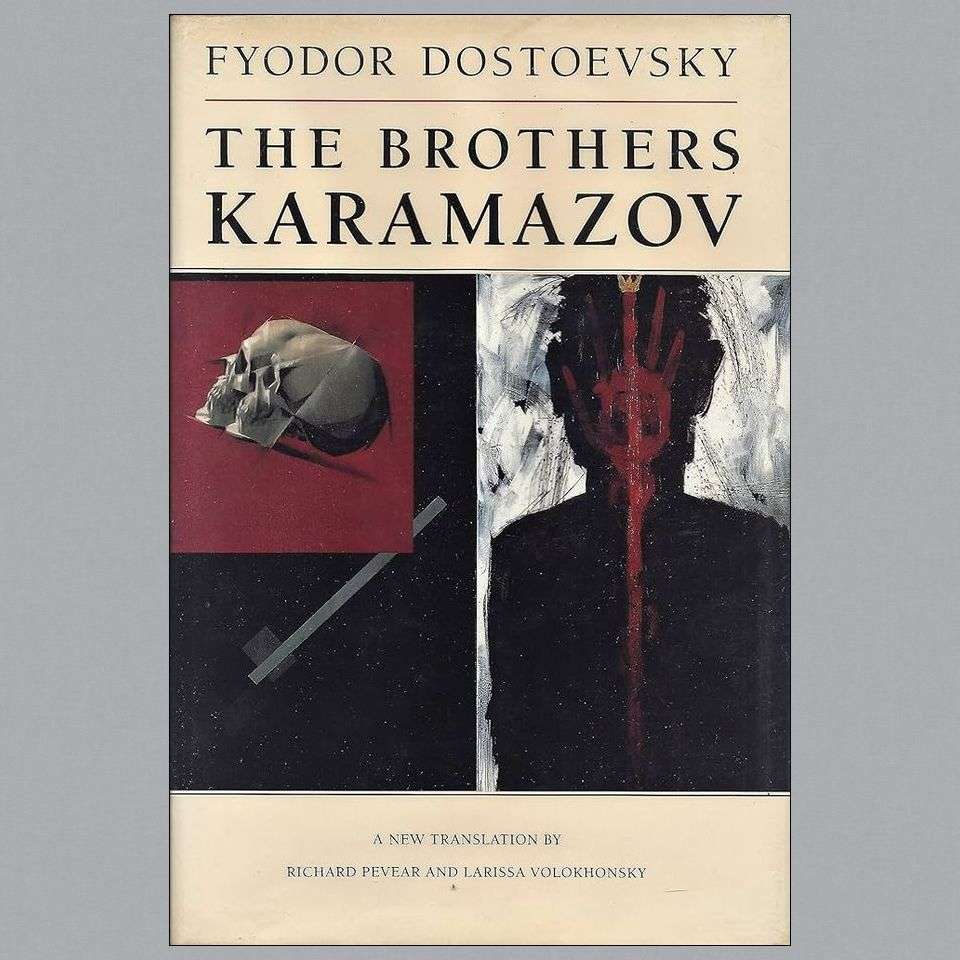 FYODOR DOSTOEVSKY
THE BROTHERS
KARAMAZOV
A NEW TRANSLATION BY
RICHARD PEVEAR AND LARISSA VOLOKHONSKY